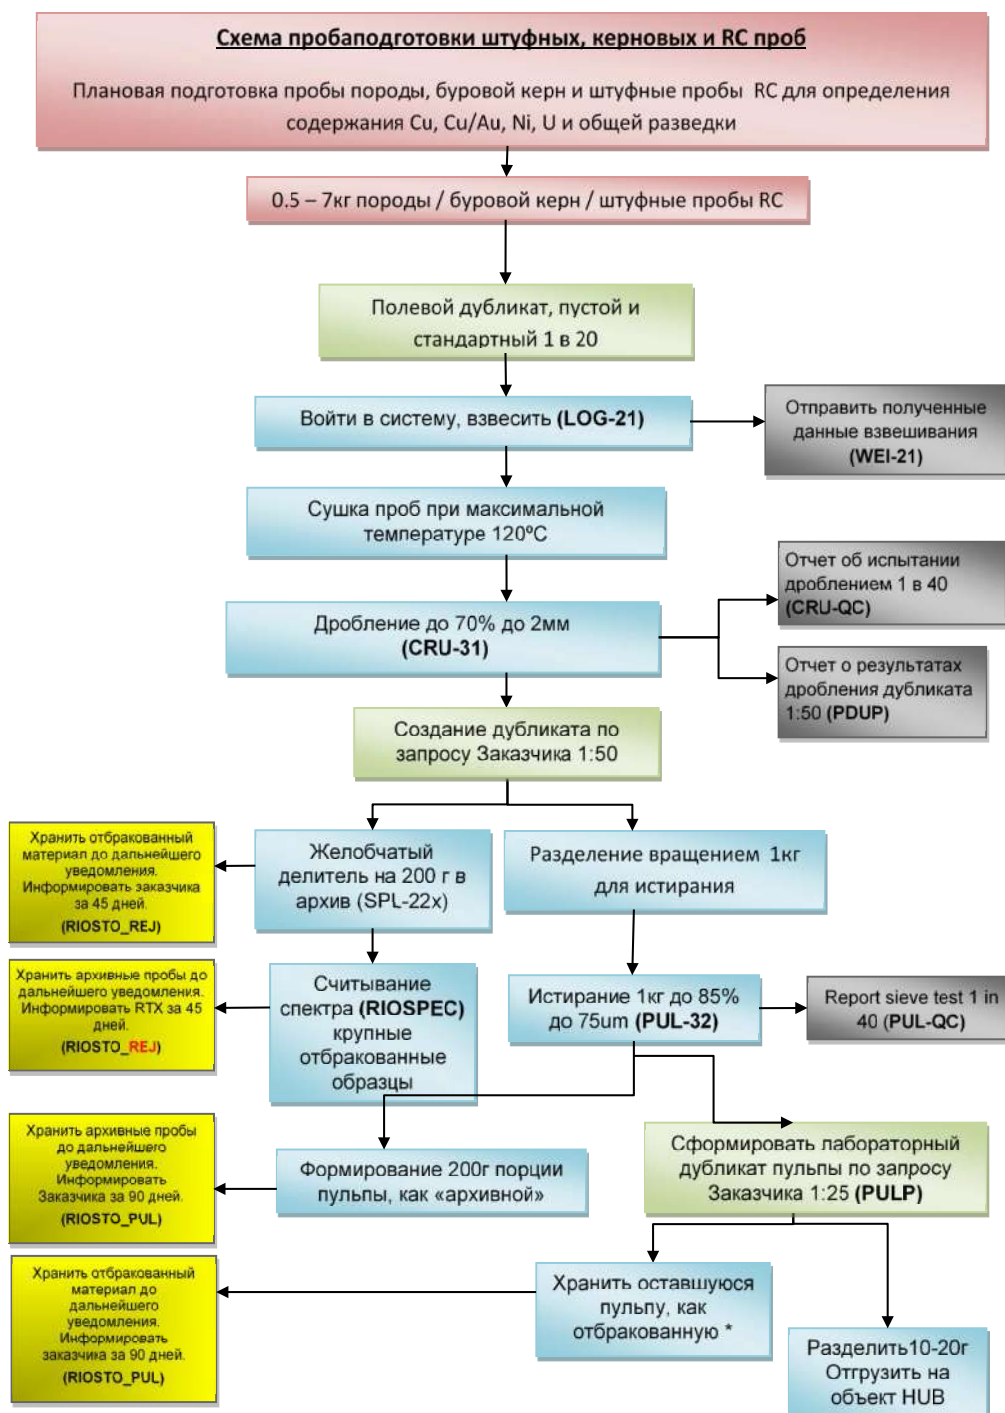 Схема пробаподготовки штуфных, керновых и RC проб
Плановая подготовка пробы породы, буровой керн и штуфные пробы RC для определения
содержания Cu, Cu/Au, Ni, U и общей разведки
0.5 – 7кг породы / буровой керн / штуфные пробы RC
Полевой дубликат, пустой и
стандартный 1 в 20
Войти в систему, взвесить (LOG-21)
Отправить полученные
данные взвешивания
(WEI-21)
Сушка проб при максимальной
температуре 120ºC
Дробление до 70% до 2мм
(CRU-31)
Отчет об испытании
дроблением 1 в 40
(CRU-QC)
Отчет о результатах
дробления дубликата
1:50 (PDUP)
Создание дубликата по
запросу Заказчика 1:50
Хранить отбракованный
материал до дальнейшего
уведомления.
Информировать заказчика
за 45 дней.
(RIOSTO_REJ)
Желобчатый
делитель на 200 г в
архив (SPL-22x)
Разделение вращением 1кг
для истирания
Хранить архивные пробы до
дальнейшего уведомления.
Информировать RTX за 45
дней.
(RIOSTO_REJ)
Считывание
спектра (RIOSPEC)
крупные
отбракованные
образцы
Истирание 1кг до 85%
до 75um (PUL-32)
Report sieve test 1 in
40 (PUL-QC)
Хранить архивные пробы
до дальнейшего
уведомления.
Информировать
Заказчика за 90 дней.
(RIOSTO_PUL)
Формирование 200г порции
пульпы, как «архивной»
Сформировать лабораторный
дубликат пульпы по запросу
Заказчика 1:25 (PULP)
Хранить отбракованный
материал до
дальнейшего
уведомления.
Информировать
заказчика за 90 дней.
(RIOSTO_PUL)
Хранить оставшуюся
пульпу, как
отбракованную *
Разделить10-20г
Отгрузить на
объект HUB